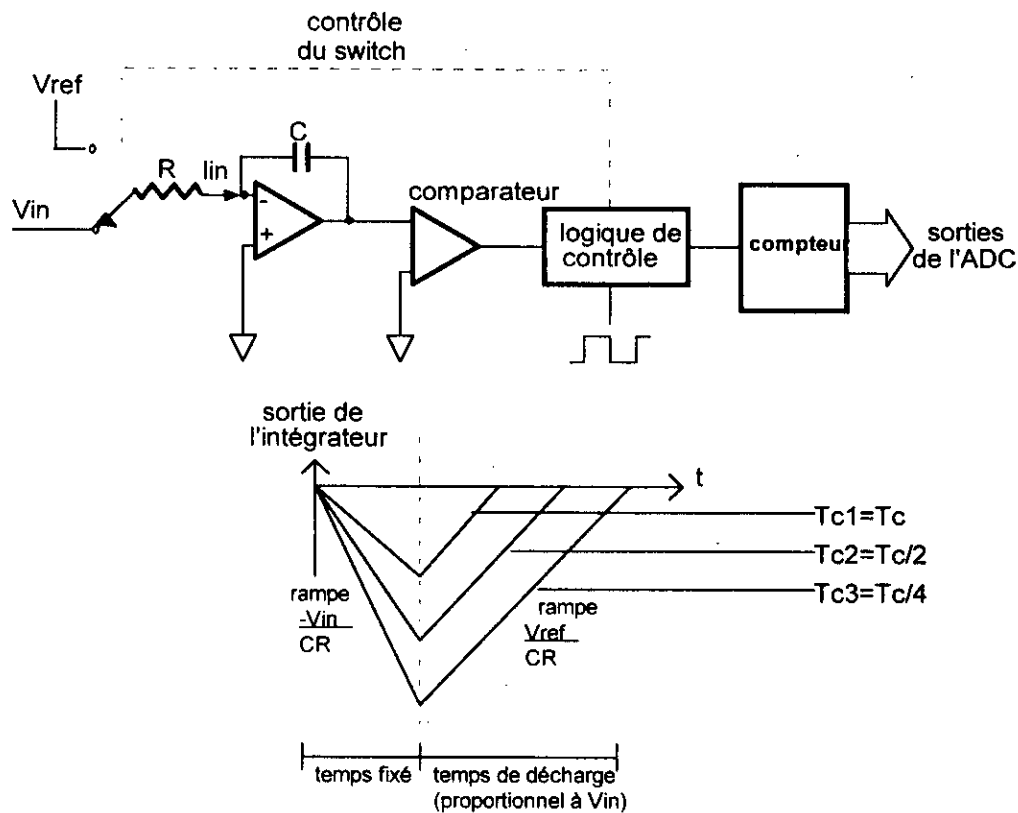 contrôle
du switch
Vref
C
R
Iin
-
+
Vin
comparateur
logique de
contrôle
compteur
sorties
de l'ADC
sortie de
l'intégrateur
t
Tc1=Tc
Tc2=Tc/2
Tc3=Tc/4
rampe
-Vin
CR
rampe
Vref
CR
temps fixé
temps de décharge
(proportionnel à Vin)